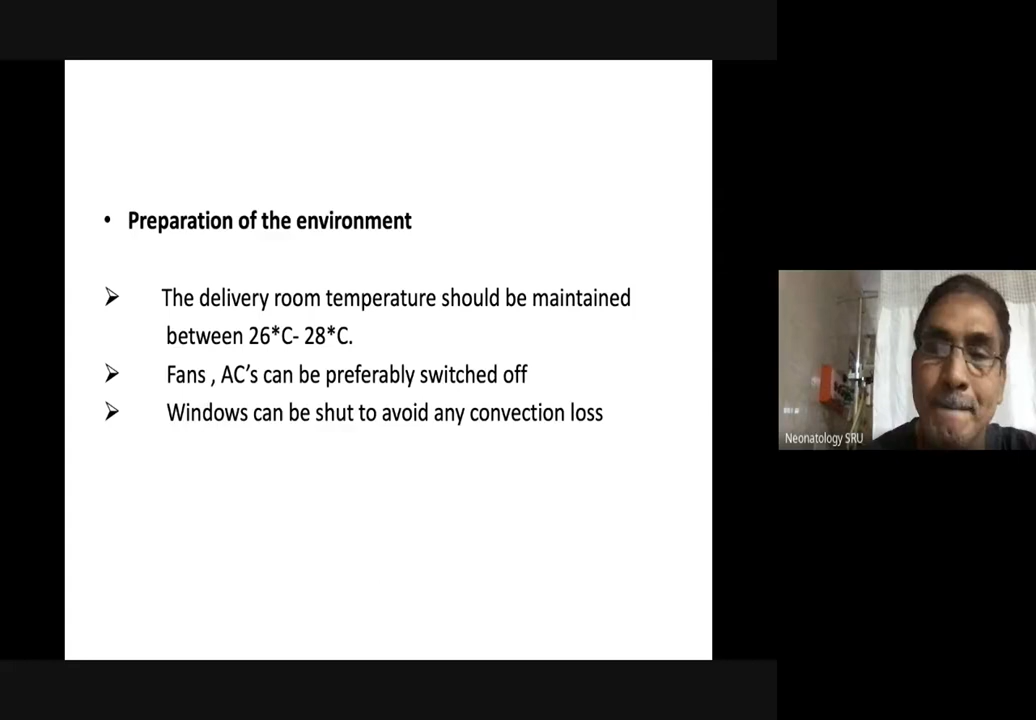 • Preparation of the environment
➢ The delivery room temperature should be maintained
between 26*C- 28*C.
➢ Fans , AC's can be preferably switched off
➢ Windows can be shut to avoid any convection loss
Neonatology SRU